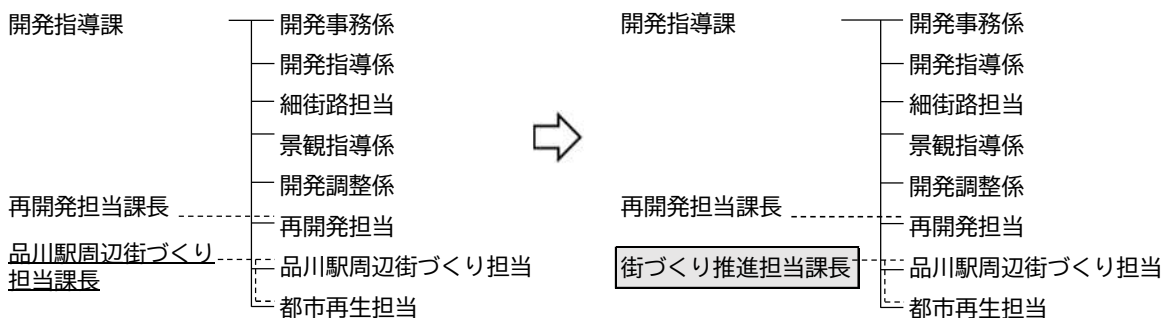 開発指導課
開発事務係
開発指導係
細街路担当
景観指導係
開発調整係
再開発担当課長
再開発担当
品川駅周辺街づくり
担当課長
品川駅周辺街づくり担当
都市再生担当
開発指導課
開発事務係
開発指導係
細街路担当
景観指導係
開発調整係
再開発担当課長
再開発担当
街づくり推進担当課長
品川駅周辺街づくり担当
都市再生担当